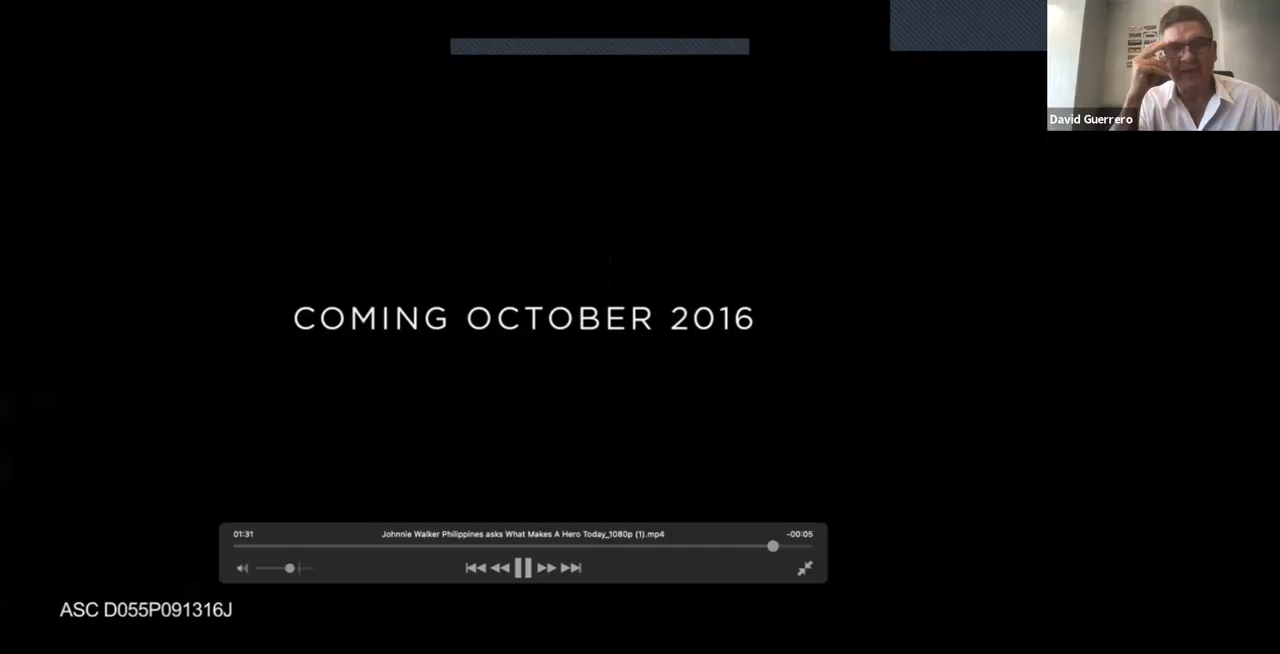 David Guerrero
COMING OCTOBER 2016
01:31
Johnnie Walker Philippines asks What Makes A Hero Today_1080p (1).mp4
-00:05
ASC D055P091316J